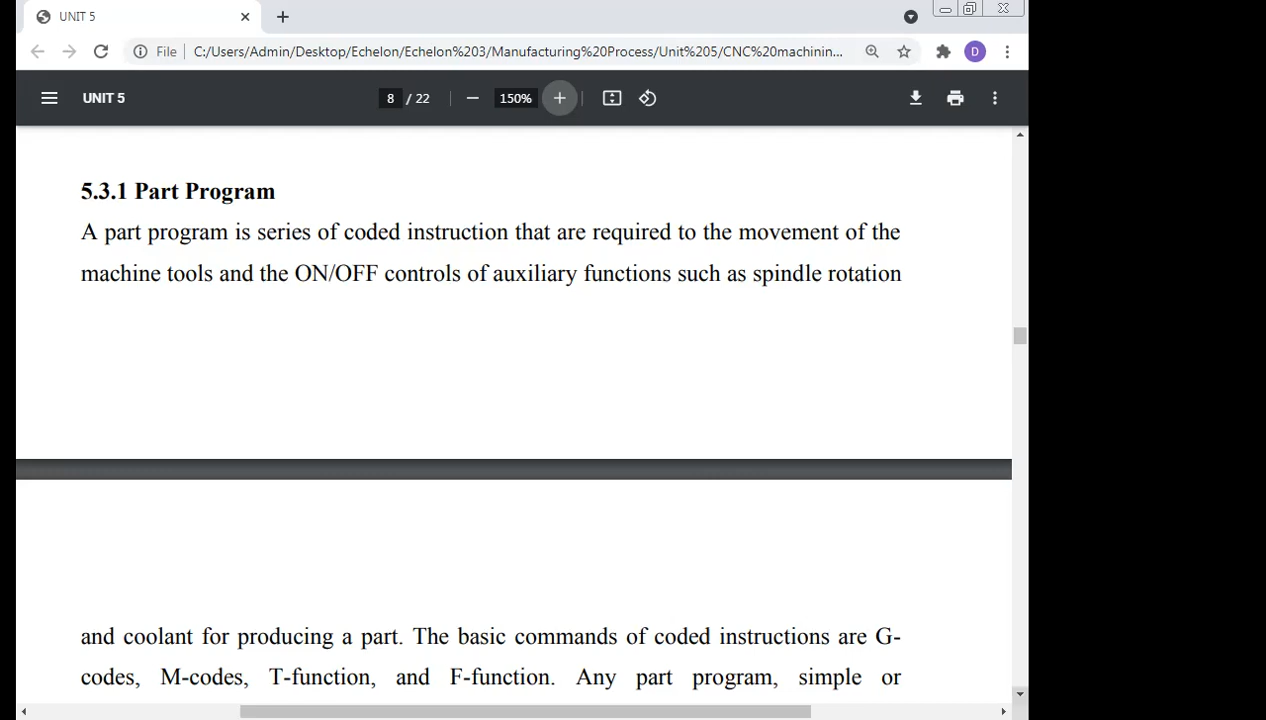 UNIT 5
File C:/Users/Admin/Desktop/Echelon/Echelon%203/Manufacturing%20Process/Unit%205/CNC%20machinin... D
UNIT 5 8 / 22 150%
5.3.1 Part Program
A part program is series of coded instruction that are required to the movement of the
machine tools and the ON/OFF controls of auxiliary functions such as spindle rotation
and coolant for producing a part. The basic commands of coded instructions are G-
codes, M-codes, T-function, and F-function. Any part program, simple or